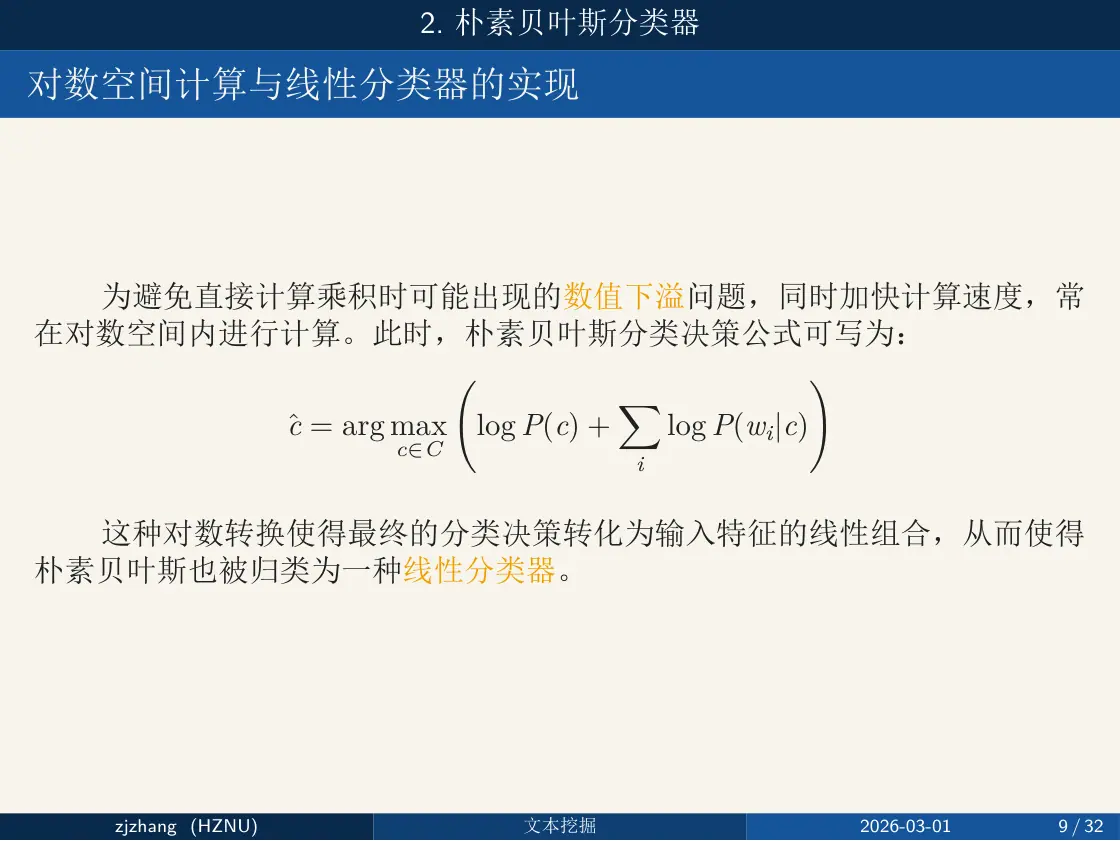 2. 朴素贝叶斯分类器
对数空间计算与线性分类器的实现
为避免直接计算乘积时可能出现的数值下溢问题，同时加快计算速度，常
在对数空间内进行计算。此时，朴素贝叶斯分类决策公式可写为：
ĉ = arg max_{c∈C} ( log P(c) + ∑_i log P(w_i|c) )
这种对数转换使得最终的分类决策转化为输入特征的线性组合，从而使得
朴素贝叶斯也被归类为一种线性分类器。
zjzhang (HZNU) 文本挖掘 2026-03-01 9 / 32